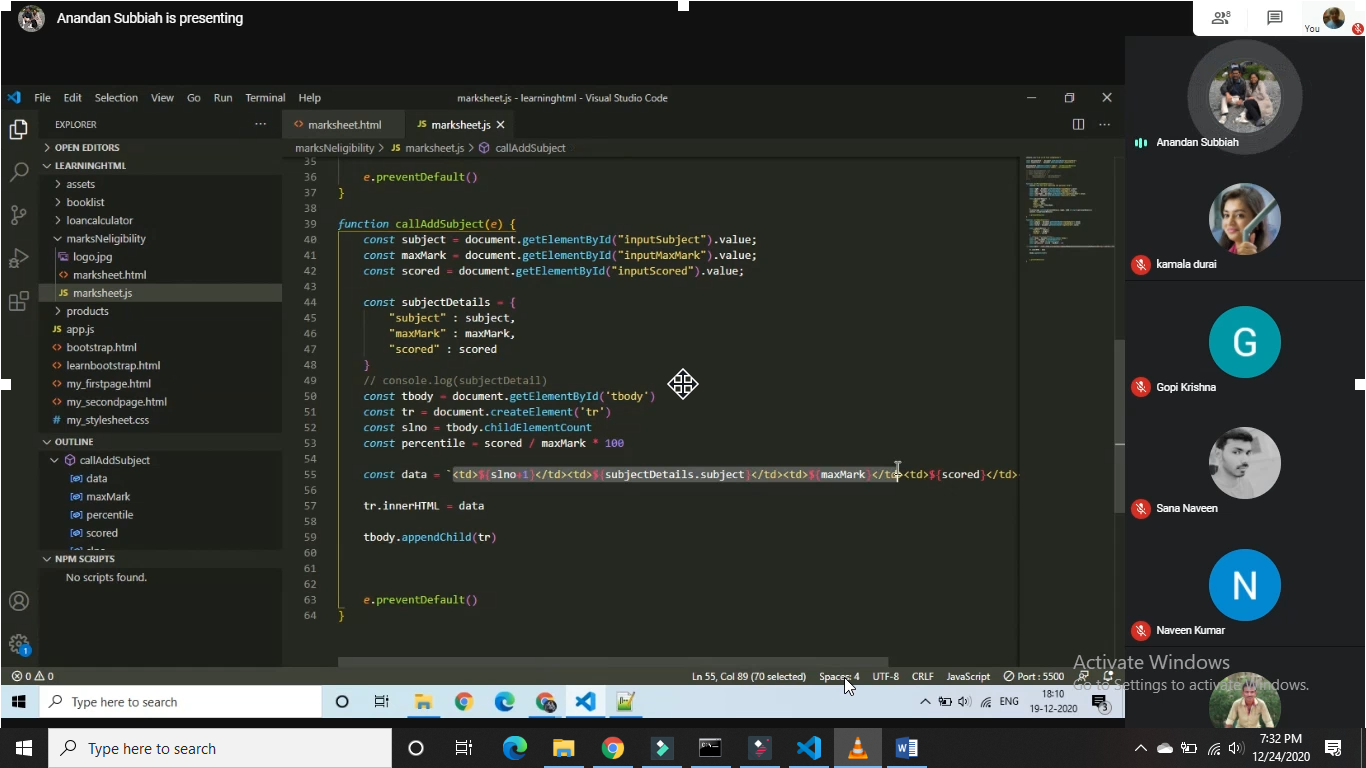 Anandan Subbiah is presenting
8
You
File Edit Selection View Go Run Terminal Help
marksheet.js - learninghtml - Visual Studio Code
EXPLORER
marksheet.html
JS marksheet.js
OPEN EDITORS
marksNeligibility > JS marksheet.js > callAddSubject
LEARNINGHTML
assets
booklist
loancalculator
marksNeligibility
logo.jpg
marksheet.html
JS marksheet.js
products
JS app.js
bootstrap.html
learnbootstrap.html
my_firstpage.html
my_secondpage.html
# my_stylesheet.css
OUTLINE
callAddSubject
data
maxMark
percentile
scored
NPM SCRIPTS
No scripts found.
35
36 e.preventDefault()
37 }
38
39 function callAddSubject(e) {
40 const subject = document.getElementById("inputSubject").value;
41 const maxMark = document.getElementById("inputMaxMark").value;
42 const scored = document.getElementById("inputScored").value;
43
44 const subjectDetails = {
45 "subject" : subject,
46 "maxMark" : maxMark,
47 "scored" : scored
48 }
49 // console.log(subjectDetail)
50 const tbody = document.getElementById('tbody')
51 const tr = document.createElement('tr')
52 const slno = tbody.childElementCount
53 const percentile = scored / maxMark * 100
54
55 const data = `<td>${slno+1}</td><td>${subjectDetails.subject}</td><td>${maxMark}</td><td>${scored}</td>
56
57 tr.innerHTML = data
58
59 tbody.appendChild(tr)
60
61
62
63 e.preventDefault()
64 }
Anandan Subbiah
kamala durai
G
Gopi Krishna
Sana Naveen
N
Naveen Kumar
Activate Windows
Go to Settings to activate Windows.
1
0 0
Ln 55, Col 89 (70 selected) Spaces: 4 UTF-8 CRLF JavaScript Port : 5500
Type here to search
ENG
18:10
19-12-2020
3
Type here to search
7:32 PM
12/24/2020